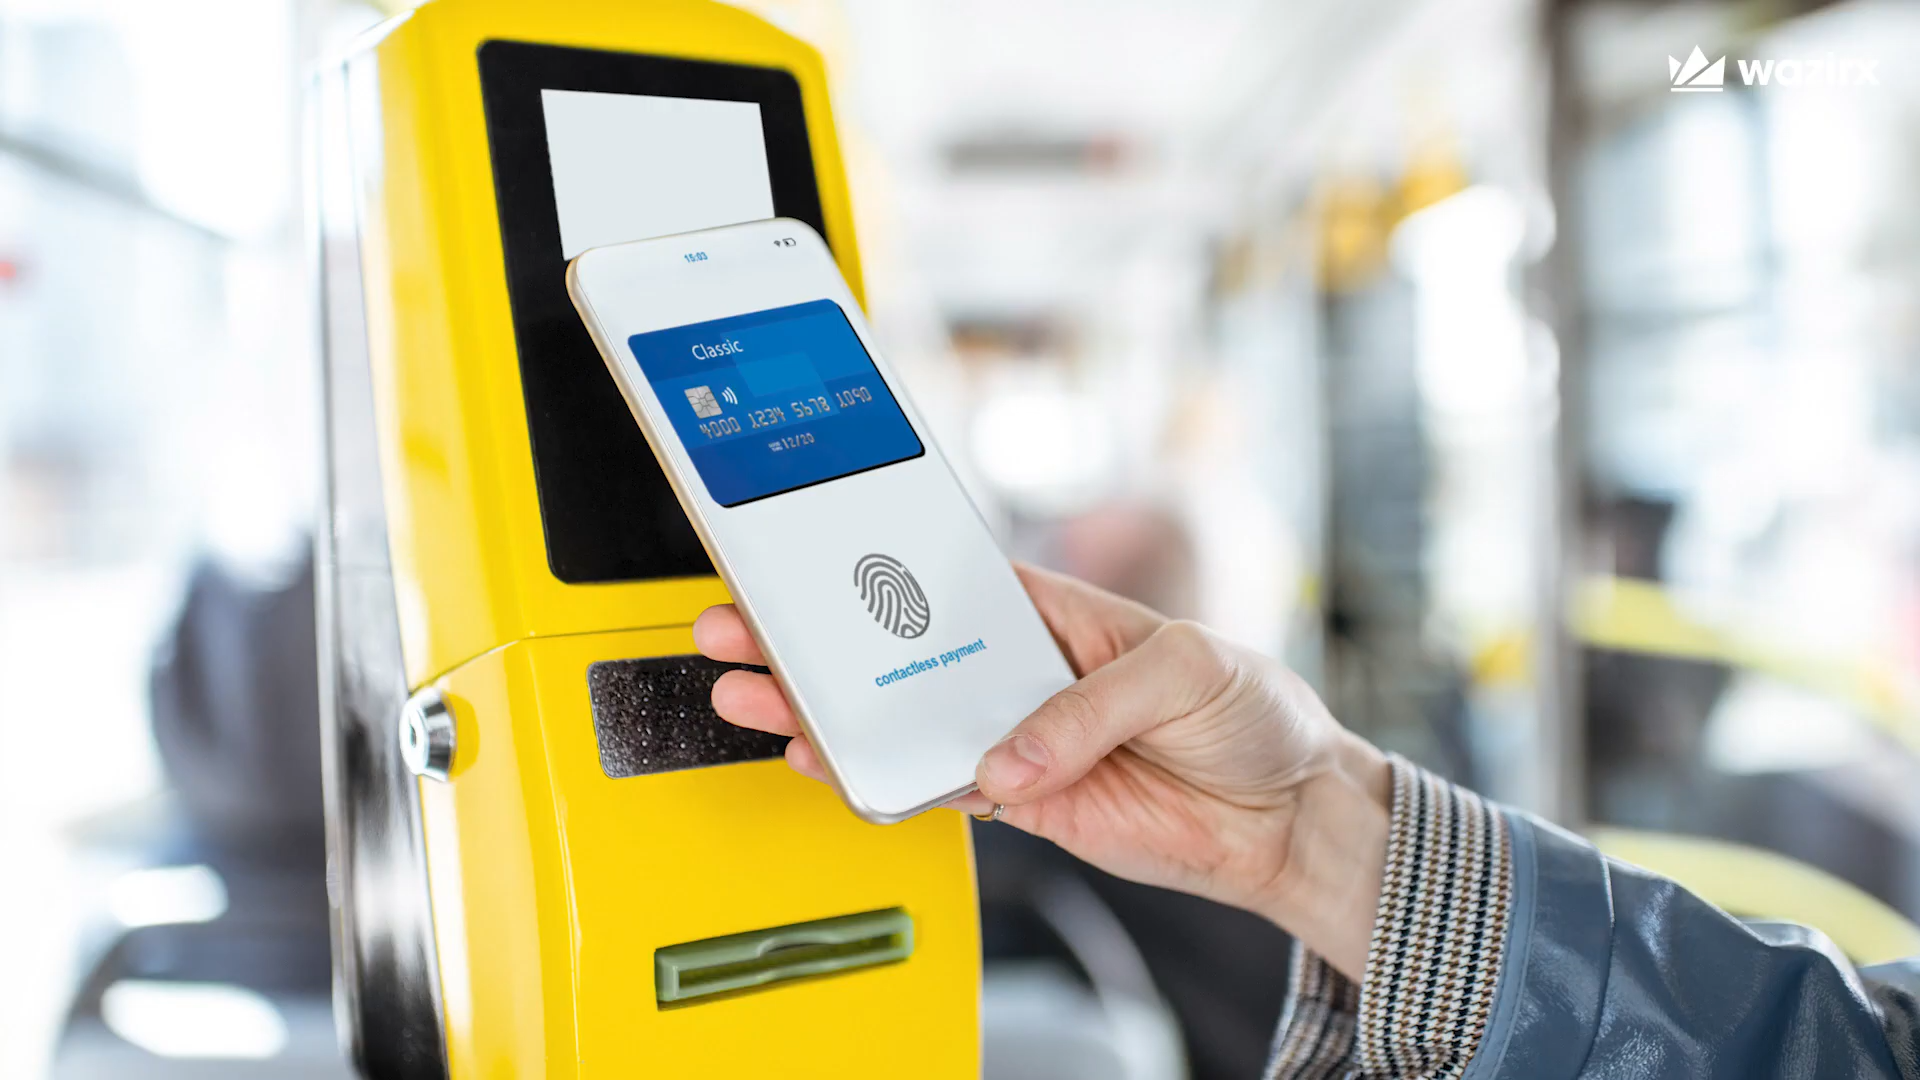 wazirx
15:03
Classic
4000 1234 5678 1090
12/20
contactless payment